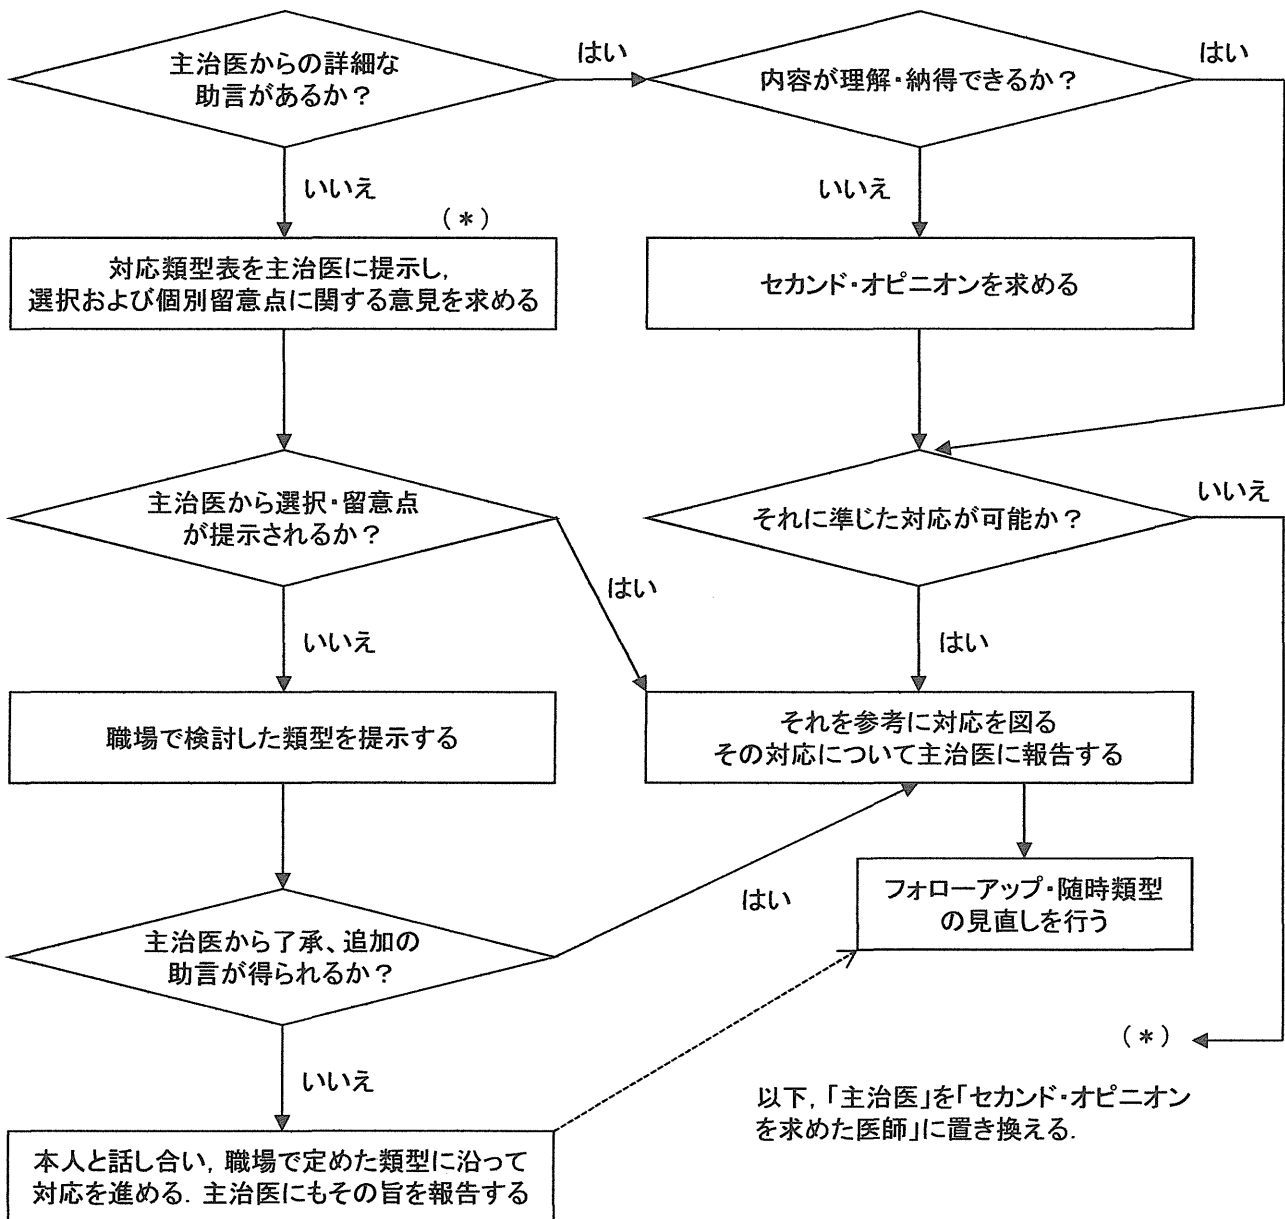 主治医からの詳細な
助言があるか？
はい
内容が理解・納得できるか？
はい
いいえ
いいえ
(＊)
対応類型表を主治医に提示し,
選択および個別留意点に関する意見を求める
セカンド・オピニオンを求める
主治医から選択・留意点
が提示されるか？
それに準じた対応が可能か？
いいえ
はい
いいえ
はい
職場で検討した類型を提示する
それを参考に対応を図る
その対応について主治医に報告する
主治医から了承、追加の
助言が得られるか？
はい
フォローアップ・随時類型
の見直しを行う
いいえ
(＊)
以下,「主治医」を「セカンド・オピニオン
を求めた医師」に置き換える.
本人と話し合い, 職場で定めた類型に沿って
対応を進める. 主治医にもその旨を報告する